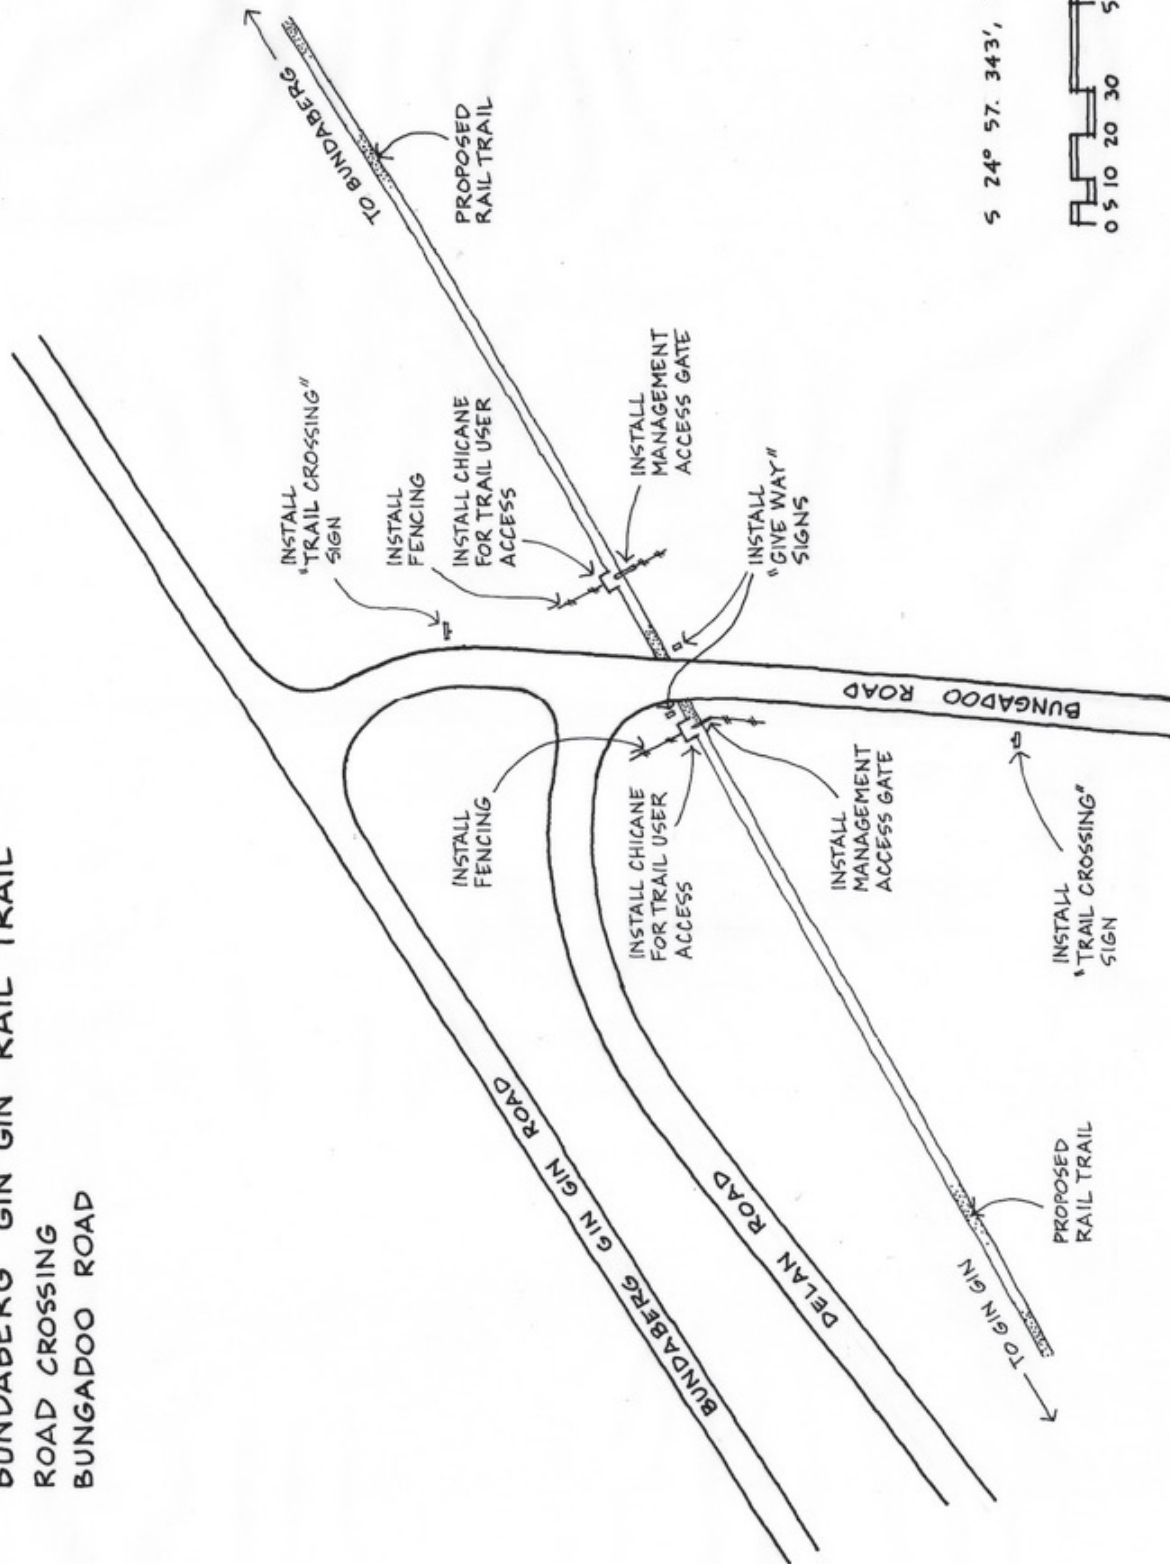 BUNDABERG GIN GIN RAIL TRAIL
ROAD CROSSING
BUNGADOO ROAD
TO BUNDABERG
PROPOSED
RAIL TRAIL
INSTALL
"TRAIL CROSSING"
SIGN
INSTALL
FENCING
INSTALL CHICANE
FOR TRAIL USER
ACCESS
INSTALL
MANAGEMENT
ACCESS GATE
INSTALL
"GIVE WAY"
SIGNS
INSTALL
FENCING
INSTALL CHICANE
FOR TRAIL USER
ACCESS
INSTALL
MANAGEMENT
ACCESS GATE
BUNGADOO ROAD
INSTALL
"TRAIL CROSSING"
SIGN
BUNDABERG GIN GIN ROAD
DELAN ROAD
PROPOSED
RAIL TRAIL
TO GIN GIN
S 24° 57. 343',
0 5 10 20 30